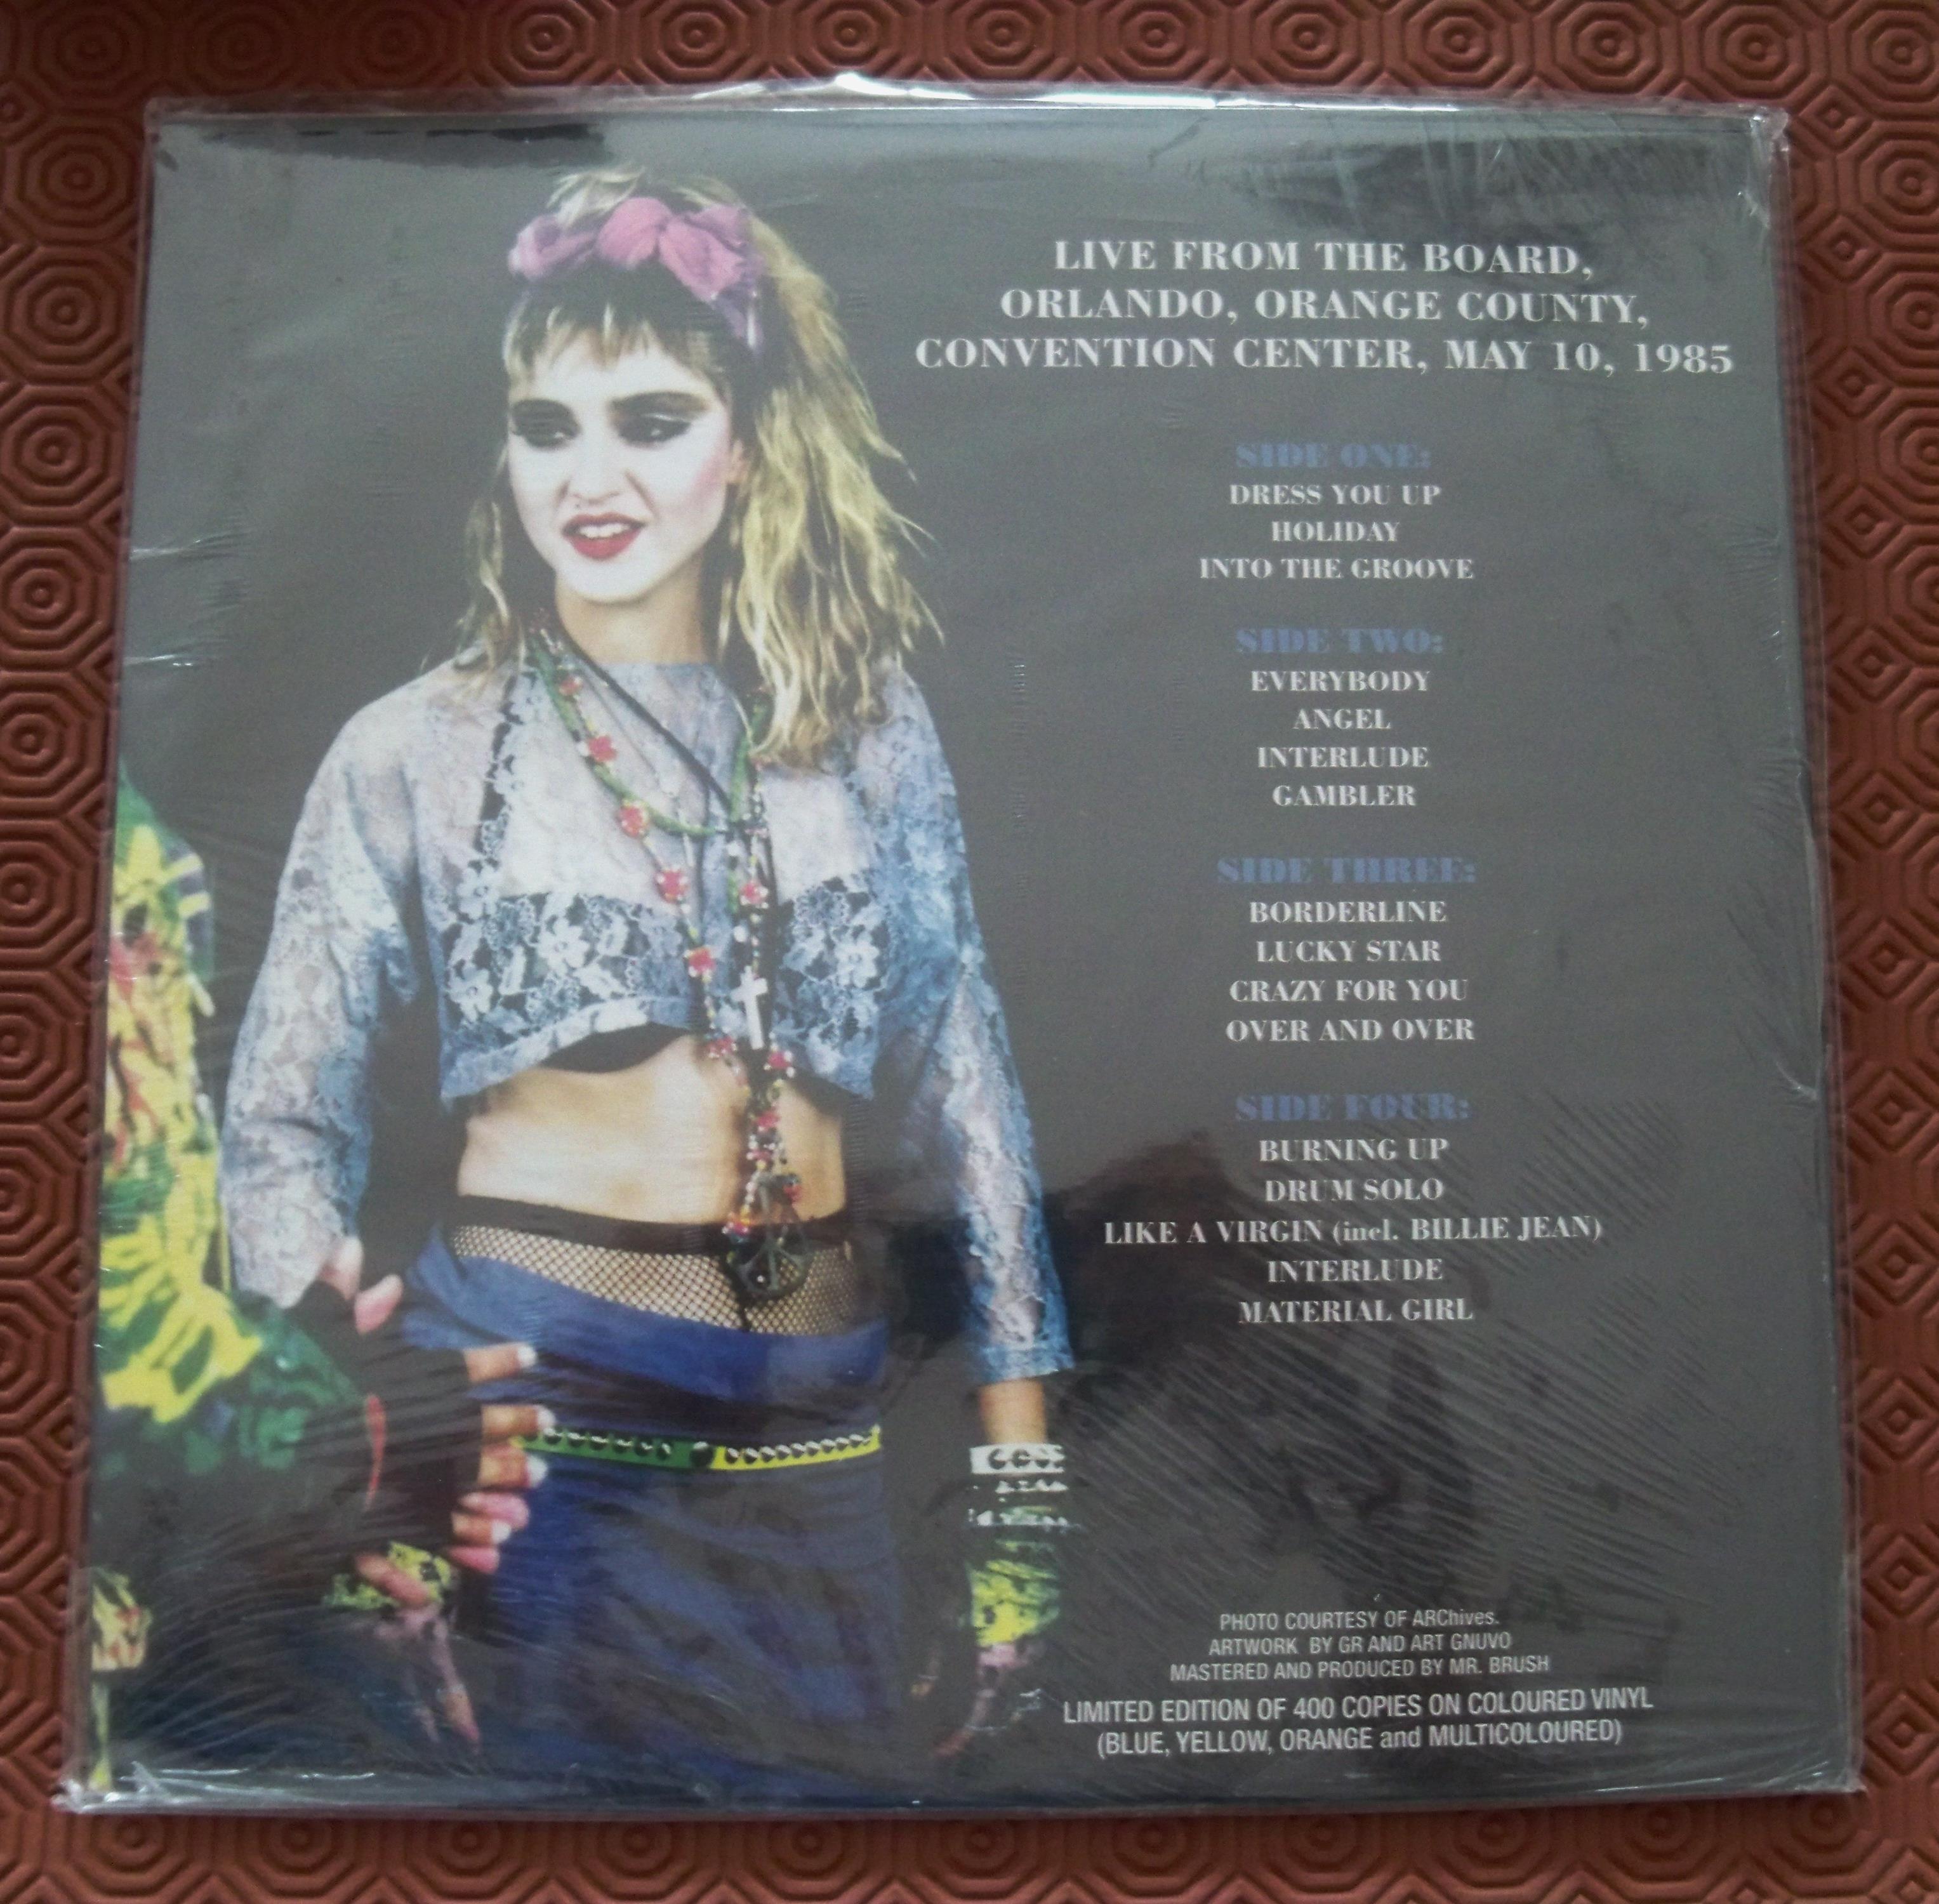 LIVE FROM THE BOARD,
ORLANDO, ORANGE COUNTY,
CONVENTION CENTER, MAY 10, 1985
SIDE ONE:
DRESS YOU UP
HOLIDAY
INTO THE GROOVE
SIDE TWO:
EVERYBODY
ANGEL
INTERLUDE
GAMBLER
SIDE THREE:
BORDERLINE
LUCKY STAR
CRAZY FOR YOU
OVER AND OVER
SIDE FOUR:
BURNING UP
DRUM SOLO
LIKE A VIRGIN (incl. BILLIE JEAN)
INTERLUDE
MATERIAL GIRL
PHOTO COURTESY OF ARChives.
ARTWORK BY GR AND ART GNUVO
MASTERED AND PRODUCED BY MR. BRUSH
LIMITED EDITION OF 400 COPIES ON COLOURED VINYL
(BLUE, YELLOW, ORANGE and MULTICOLOURED)